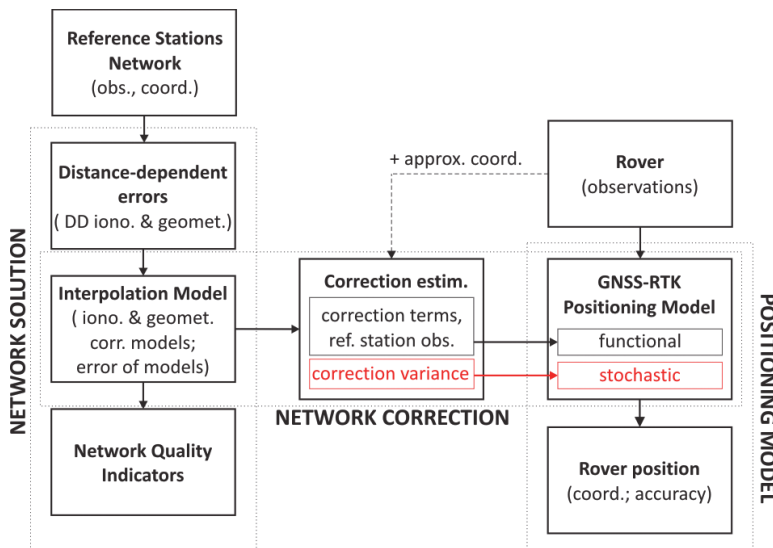 Reference Stations
Network
(obs., coord.)
Distance-dependent
errors
( DD iono. & geomet.)
Interpolation Model
( iono. & geomet.
corr. models;
error of models)
Network Quality
Indicators
NETWORK SOLUTION
+ approx. coord.
Correction estim.
correction terms,
ref. station obs.
correction variance
NETWORK CORRECTION
Rover
(observations)
GNSS-RTK
Positioning Model
functional
stochastic
Rover position
(coord.; accuracy)
POSITIONING MODEL